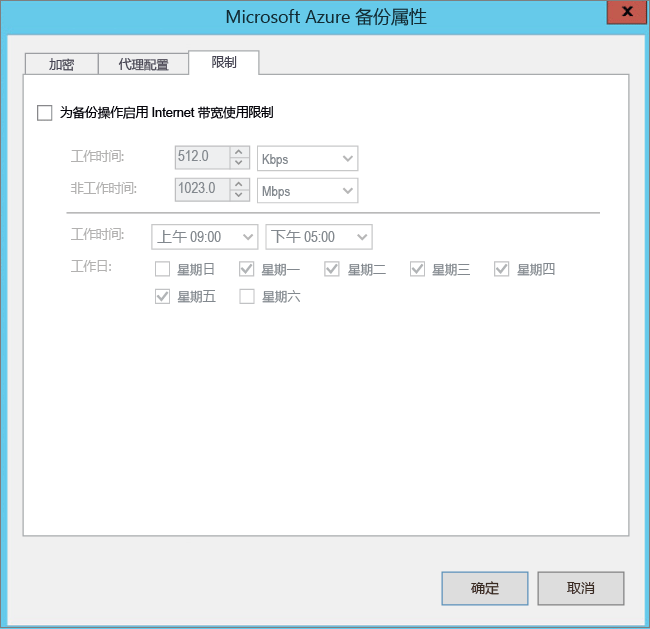 Microsoft Azure 备份属性
加密 代理配置 限制
为备份操作启用 Internet 带宽使用限制
工作时间: 512.0 Kbps
非工作时间: 1023.0 Mbps
工作时间: 上午 09:00 下午 05:00
工作日: 星期日 星期一 星期二 星期三 星期四
星期五 星期六
确定 取消